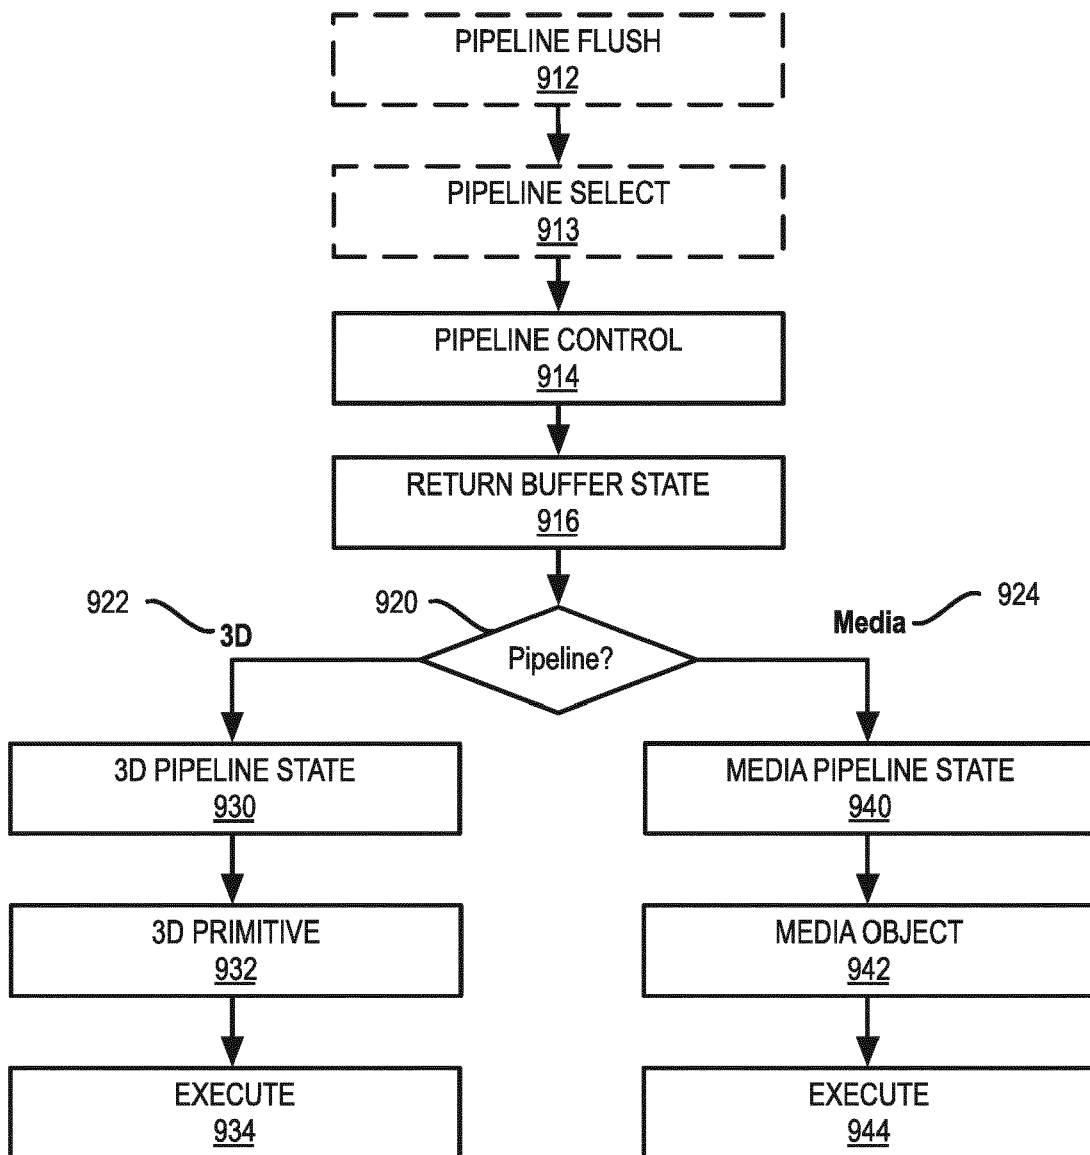 PIPELINE FLUSH
912
PIPELINE SELECT
913
PIPELINE CONTROL
914
RETURN BUFFER STATE
916
922
3D
920
Pipeline?
Media
924
3D PIPELINE STATE
930
3D PRIMITIVE
932
EXECUTE
934
MEDIA PIPELINE STATE
940
MEDIA OBJECT
942
EXECUTE
944